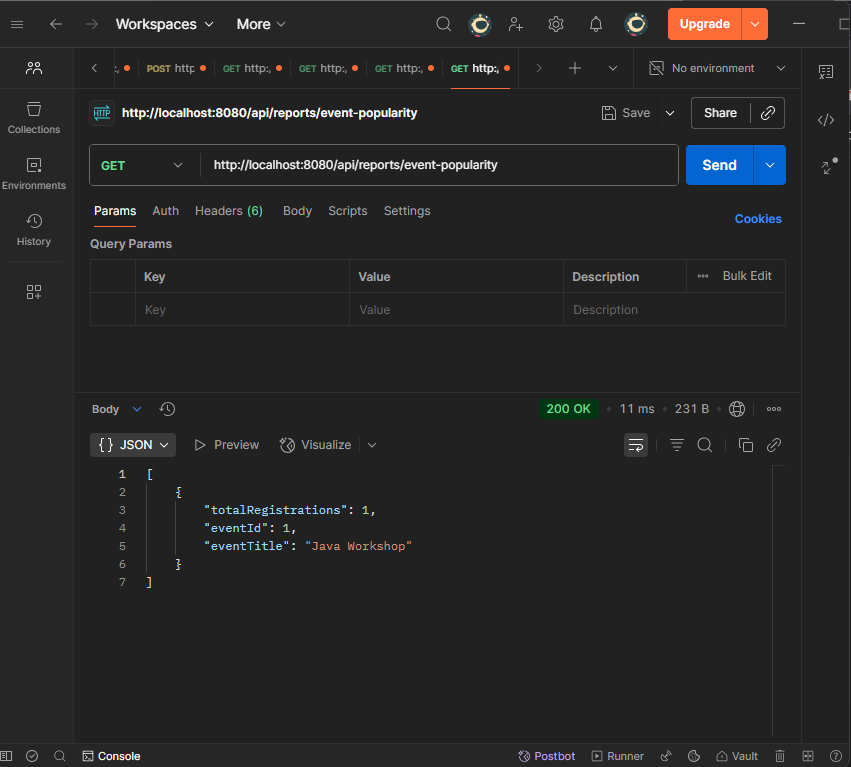 Workspaces More Upgrade
POST http GET http:, GET http:, GET http:, GET http:, No environment
http://localhost:8080/api/reports/event-popularity Save Share
GET http://localhost:8080/api/reports/event-popularity Send
Params Auth Headers (6) Body Scripts Settings Cookies
Query Params
Key Value Description Bulk Edit
Key Value Description
Collections
Environments
History
Body 200 OK • 11 ms • 231 B •
{} JSON Preview Visualize
1 [
2 {
3 "totalRegistrations": 1,
4 "eventId": 1,
5 "eventTitle": "Java Workshop"
6 }
7 ]
Console Postbot Runner Vault